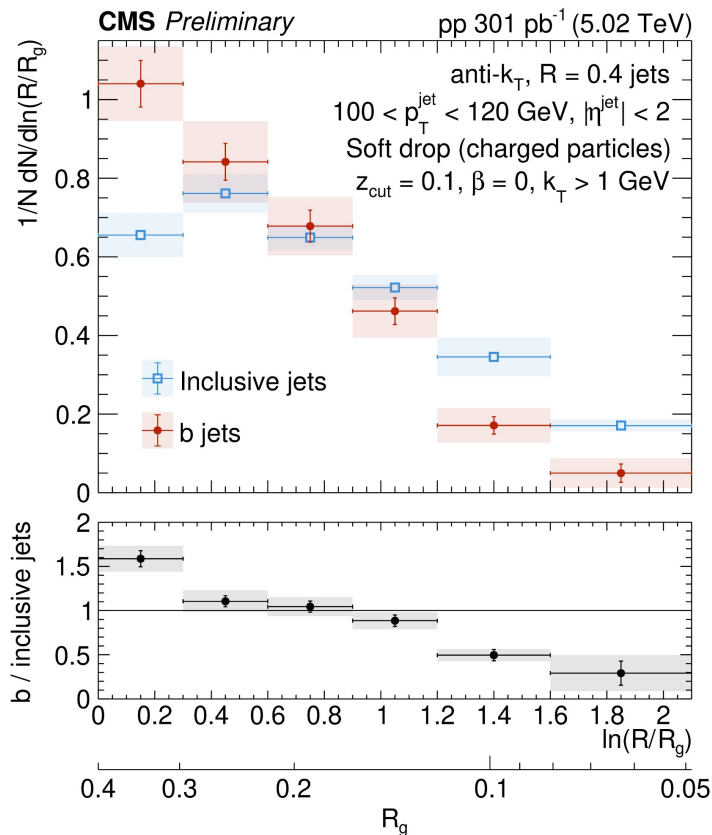 CMS Preliminary
pp 301 pb⁻¹ (5.02 TeV)
1/N dN/dln(R/R_g)
anti-k_T, R = 0.4 jets
100 < p_T^jet < 120 GeV, |η^jet| < 2
Soft drop (charged particles)
z_cut = 0.1, β = 0, k_T > 1 GeV
1
0.8
0.6
0.4
0.2
0
Inclusive jets
b jets
b / inclusive jets
2
1.5
1
0.5
0
0 0.2 0.4 0.6 0.8 1 1.2 1.4 1.6 1.8 2
ln(R/R_g)
0.4 0.3 0.2 0.1 0.05
R_g